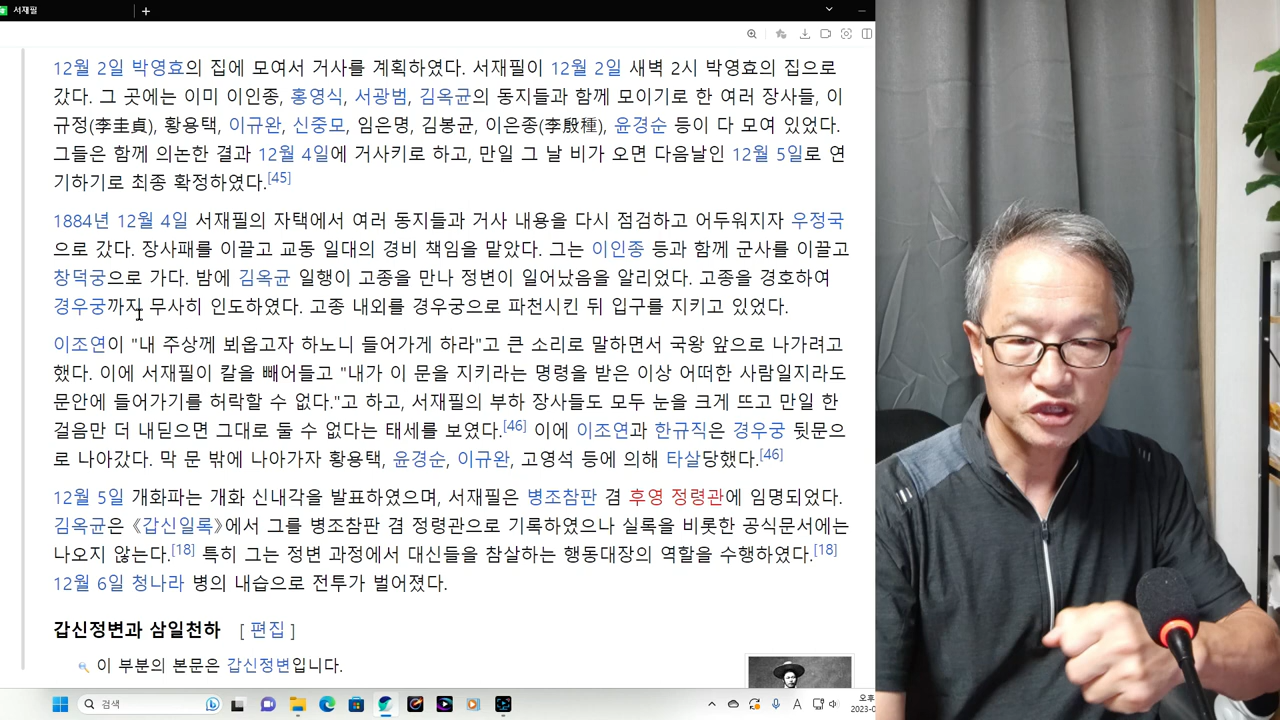 서재필
12월 2일 박영효의 집에 모여서 거사를 계획하였다. 서재필이 12월 2일 새벽 2시 박영효의 집으로
갔다. 그 곳에는 이미 이인종, 홍영식, 서광범, 김옥균의 동지들과 함께 모이기로 한 여러 장사들, 이
규정(李圭貞), 황용택, 이규완, 신중모, 임은명, 김봉균, 이은종(李殷種), 윤경순 등이 다 모여 있었다.
그들은 함께 의논한 결과 12월 4일에 거사키로 하고, 만일 그 날 비가 오면 다음날인 12월 5일로 연
기하기로 최종 확정하였다.[45]
1884년 12월 4일 서재필의 자택에서 여러 동지들과 거사 내용을 다시 점검하고 어두워지자 우정국
으로 갔다. 장사패를 이끌고 교동 일대의 경비 책임을 맡았다. 그는 이인종 등과 함께 군사를 이끌고
창덕궁으로 가다. 밤에 김옥균 일행이 고종을 만나 정변이 일어났음을 알리었다. 고종을 경호하여
경우궁까지 무사히 인도하였다. 고종 내외를 경우궁으로 파천시킨 뒤 입구를 지키고 있었다.
이조연이 "내 주상께 뵈옵고자 하노니 들어가게 하라"고 큰 소리로 말하면서 국왕 앞으로 나가려고
했다. 이에 서재필이 칼을 빼어들고 "내가 이 문을 지키라는 명령을 받은 이상 어떠한 사람일지라도
문안에 들어가기를 허락할 수 없다."고 하고, 서재필의 부하 장사들도 모두 눈을 크게 뜨고 만일 한
걸음만 더 내딛으면 그대로 둘 수 없다는 태세를 보였다.[46] 이에 이조연과 한규직은 경우궁 뒷문으
로 나아갔다. 막 문 밖에 나아가자 황용택, 윤경순, 이규완, 고영석 등에 의해 타살당했다.[46]
12월 5일 개화파는 개화 신내각을 발표하였으며, 서재필은 병조참판 겸 후영 정령관에 임명되었다.
김옥균은 《갑신일록》에서 그를 병조참판 겸 정령관으로 기록하였으나 실록을 비롯한 공식문서에는
나오지 않는다.[18] 특히 그는 정변 과정에서 대신들을 참살하는 행동대장의 역할을 수행하였다.[18]
12월 6일 청나라 병의 내습으로 전투가 벌어졌다.
갑신정변과 삼일천하 [ 편집 ]
이 부분의 본문은 갑신정변입니다.
검색
A
오후
2023-0